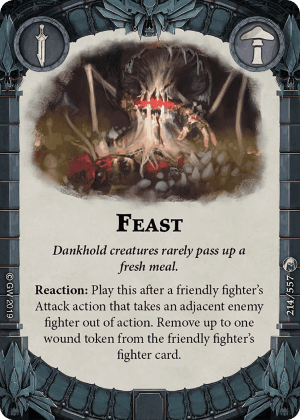 FEAST
Dankhold creatures rarely pass up a
fresh meal.
Reaction: Play this after a friendly fighter's
Attack action that takes an adjacent enemy
fighter out of action. Remove up to one
wound token from the friendly fighter's
fighter card.
© GW 2019
214/557